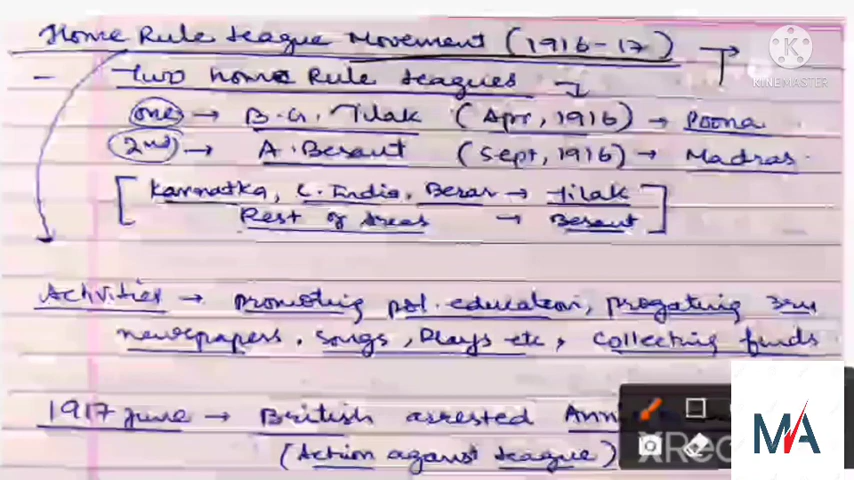 Home Rule League Movement (1916-17) →
KINEMASTER
- Two home Rule Leagues
one → B.G. Tilak (Apr, 1916) → Poona
2nd → A. Besant (Sept, 1916) → Madras
[Karnatka, C. India, Berar → Tilak]
Rest of Areas → Besant
Activities → promoting pol. education, progating
newspapers, songs, Plays etc, collecting funds
1917 June → British arrested
(Action against League)
MA